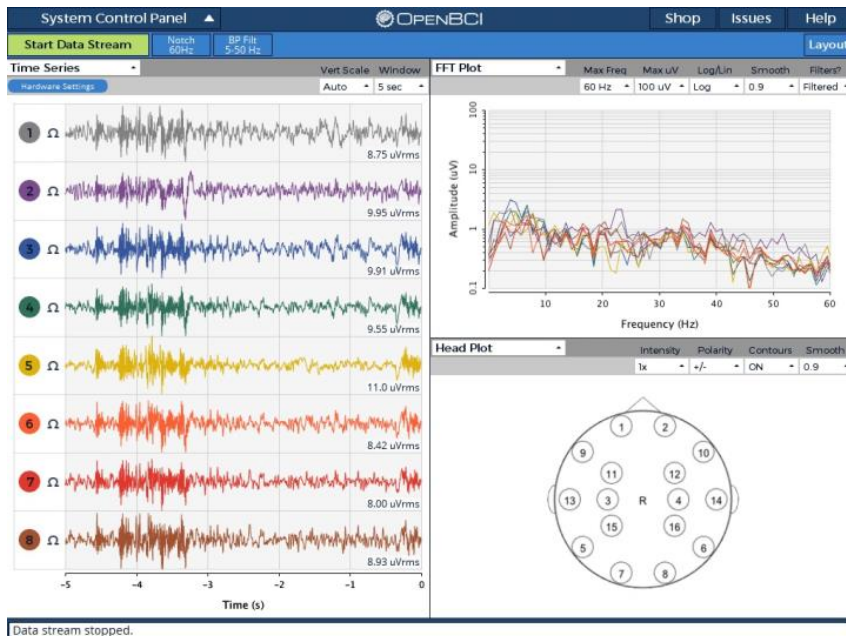 System Control Panel
OpenBCI
Shop Issues Help
Start Data Stream
Notch
60Hz
BP Filt
5-50 Hz
Layout
Time Series
Vert Scale Window
Hardware Settings
Auto 5 sec
1 Ω
8.75 uVrms
2 Ω
9.95 uVrms
3 Ω
9.91 uVrms
4 Ω
9.55 uVrms
5 Ω
11.0 uVrms
6 Ω
8.42 uVrms
7 Ω
8.00 uVrms
8 Ω
8.93 uVrms
-5 -4 -3 -2 -1 0
Time (s)
FFT Plot
Max Freq Max uV Log/Lin Smooth Filters?
60 Hz 100 uV Log 0.9 Filtered
Amplitude (uV)
100
10
1
0.1
10 20 30 40 50 60
Frequency (Hz)
Head Plot
Intensity Polarity Contours Smooth
1x +/- ON 0.9
1 2
9 10
11 12
13 3 R 4 14
15 16
5 6
7 8
Data stream stopped.